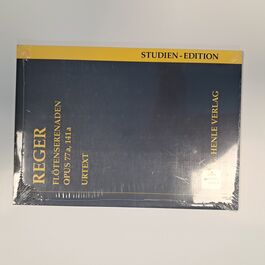 STUDIEN-EDITION
REGER
FLÖTENSERENADEN
OPUS 77a, 141a
URTEXT
HENLE VERLAG